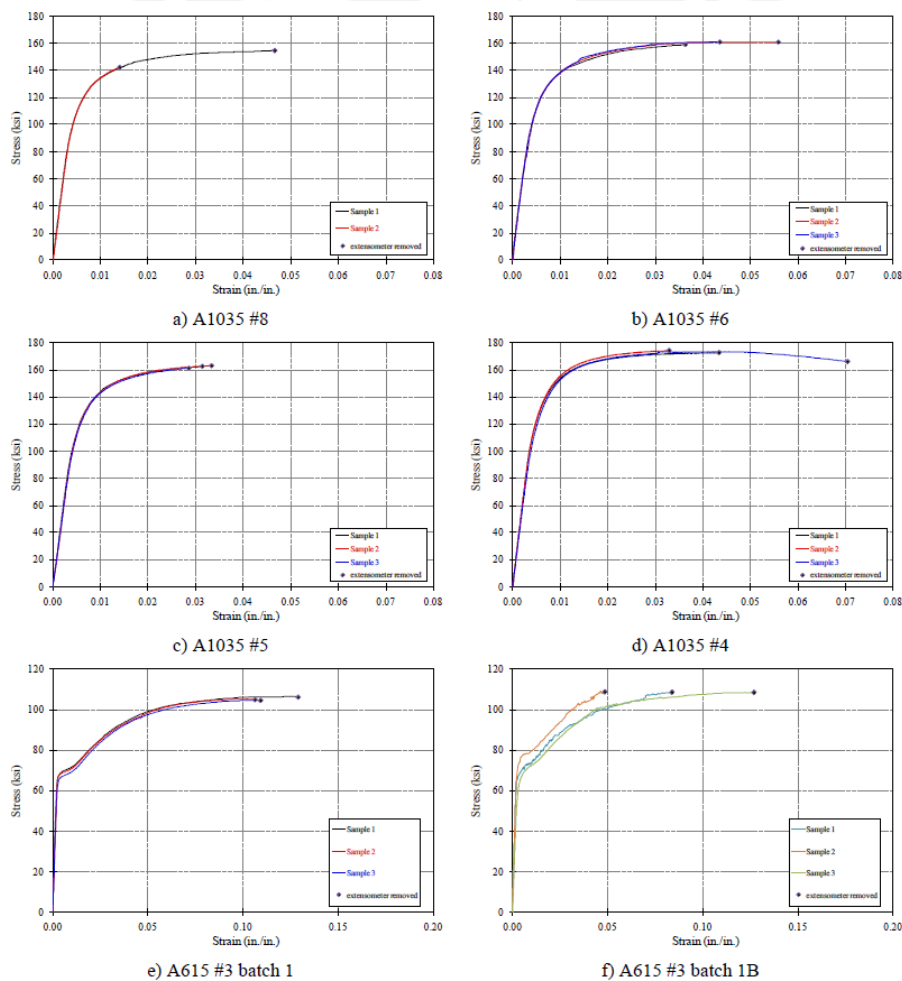 180
160
140
120
100
80
60
40
20
0
Stress (ksi)
0.00 0.01 0.01 0.02 0.03 0.04 0.05 0.06 0.08
Strain (in./in.)
Sample 1
Sample 2
extensometer removed
a) A1035 #8
180
160
140
120
100
80
60
40
20
0
Stress (ksi)
0.00 0.01 0.02 0.03 0.04 0.05 0.05 0.07 0.08
Strain (in./in.)
Sample 1
Sample 2
Sample 3
extensometer removed
b) A1035 #6
180
160
140
120
100
80
60
40
20
0
Stress (ksi)
0.00 0.01 0.02 0.03 0.04 0.05 0.05 0.07 0.08
Strain (in./in.)
Sample 1
Sample 2
Sample 3
extensometer removed
c) A1035 #5
180
160
140
120
100
80
60
40
20
0
Stress (ksi)
0.00 0.01 0.02 0.03 0.04 0.05 0.05 0.07 0.08
Strain (in./in.)
Sample 1
Sample 2
Sample 3
extensometer removed
d) A1035 #4
120
100
80
60
40
20
0
Stress (ksi)
0.00 0.05 0.02 0.10 0.20
Strain (in./in.)
Sample 1
Sample 2
Sample 3
extensometer removed
e) A615 #3 batch 1
120
100
80
60
40
20
0
Stress (ksi)
0.00 0.05 0.10 0.15 0.20
Strain (in./in.)
Sample 1
Sample 2
Sample 3
extensometer removed
f) A615 #3 batch 1B